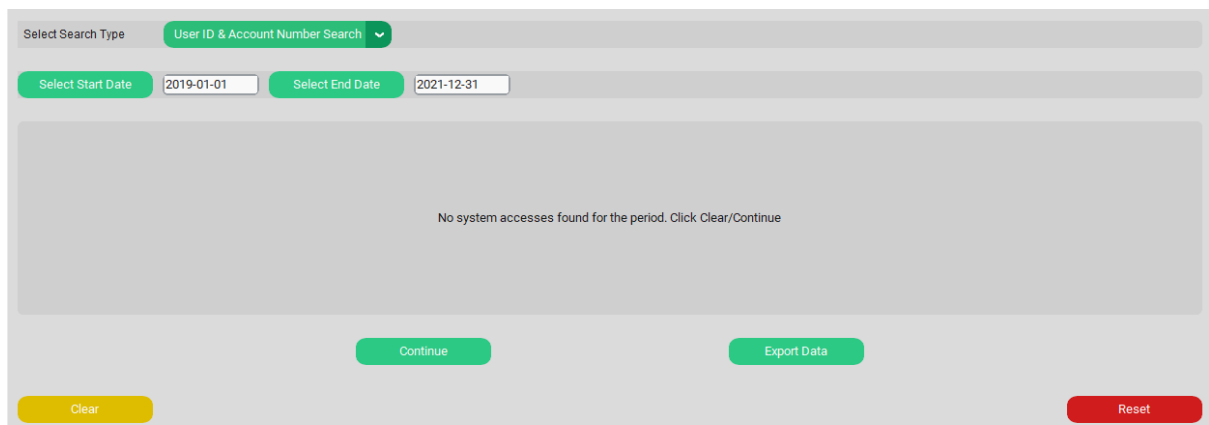 Select Search Type User ID & Account Number Search
Select Start Date 2019-01-01 Select End Date 2021-12-31
No system accesses found for the period. Click Clear/Continue
Continue Export Data
Clear Reset